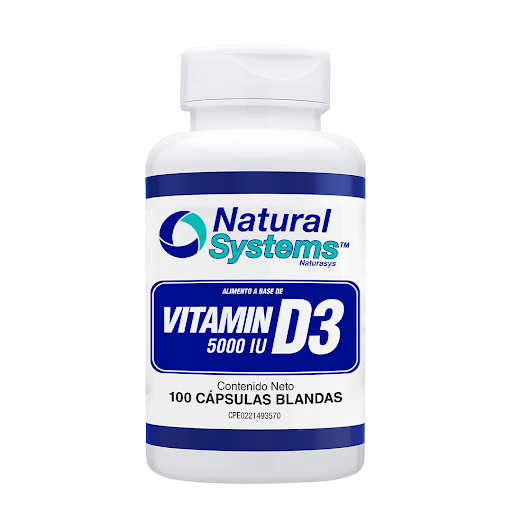 Natural
Systems™
Naturasys
ALIMENTO A BASE DE
VITAMIN D3
5000 IU
Contenido Neto
100 CÁPSULAS BLANDAS
CPE0221493570